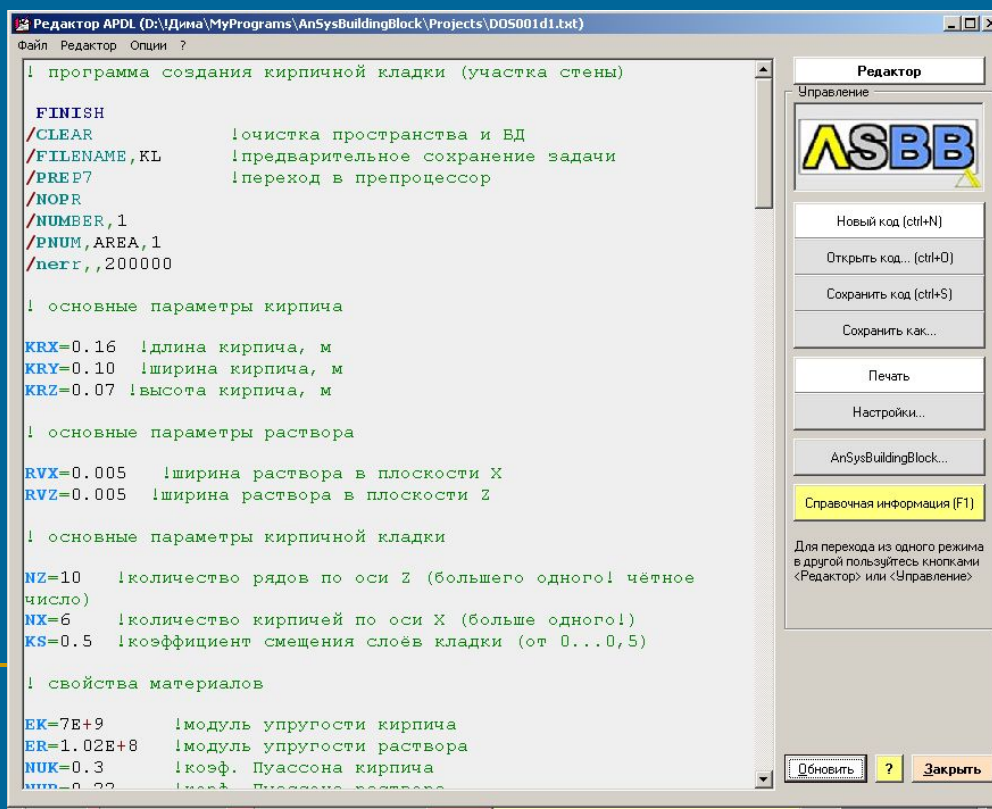 Редактор APDL (D:\!Дима\MyPrograms\AnSysBuildingBlock\Projects\DOS001d1.txt)
Файл Редактор Опции ?
! программа создания кирпичной кладки (участка стены)
FINISH
/CLEAR !очистка пространства и БД
/FILENAME,KL !предварительное сохранение задачи
/PREP7 !переход в препроцессор
/NOPR
/NUMBER,1
/PNUM,AREA,1
/nerr,,200000
! основные параметры кирпича
KRX=0.16 !длина кирпича, м
KRY=0.10 !ширина кирпича, м
KRZ=0.07 !высота кирпича, м
! основные параметры раствора
RVX=0.005 !ширина раствора в плоскости X
RVZ=0.005 !ширина раствора в плоскости Z
! основные параметры кирпичной кладки
NZ=10 !количество рядов по оси Z (большего одного! чётное
число)
NX=6 !количество кирпичей по оси X (больше одного!)
KS=0.5 !коэффициент смещения слоёв кладки (от 0...0,5)
! свойства материалов
EK=7E+9 !модуль упругости кирпича
ER=1.02E+8 !модуль упругости раствора
NUK=0.3 !коэф. Пуассона кирпича
Редактор
Управление
ASBB
Новый код (ctrl+N)
Открыть код... (ctrl+O)
Сохранить код (ctrl+S)
Сохранить как...
Печать
Настройки...
AnSysBuildingBlock...
Справочная информация (F1)
Для перехода из одного режима
в другой пользуйтесь кнопками
<Редактор> или <Управление>
Обновить ? Закрыть